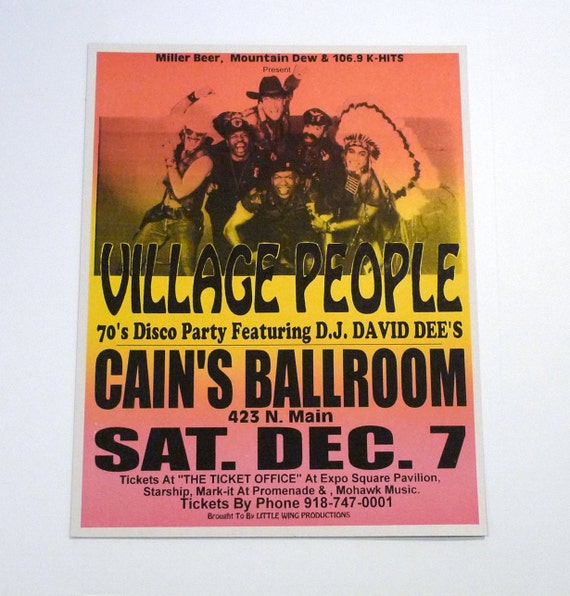 Miller Beer, Mountain Dew & 106.9 K-HITS
Present
VILLAGE PEOPLE
70's Disco Party Featuring D.J. DAVID DEE'S
CAIN'S BALLROOM
423 N. Main
SAT. DEC. 7
Tickets At "THE TICKET OFFICE" At Expo Square Pavilion,
Starship, Mark-it At Promenade & , Mohawk Music.
Tickets By Phone 918-747-0001
Brought To By LITTLE WING PRODUCTIONS